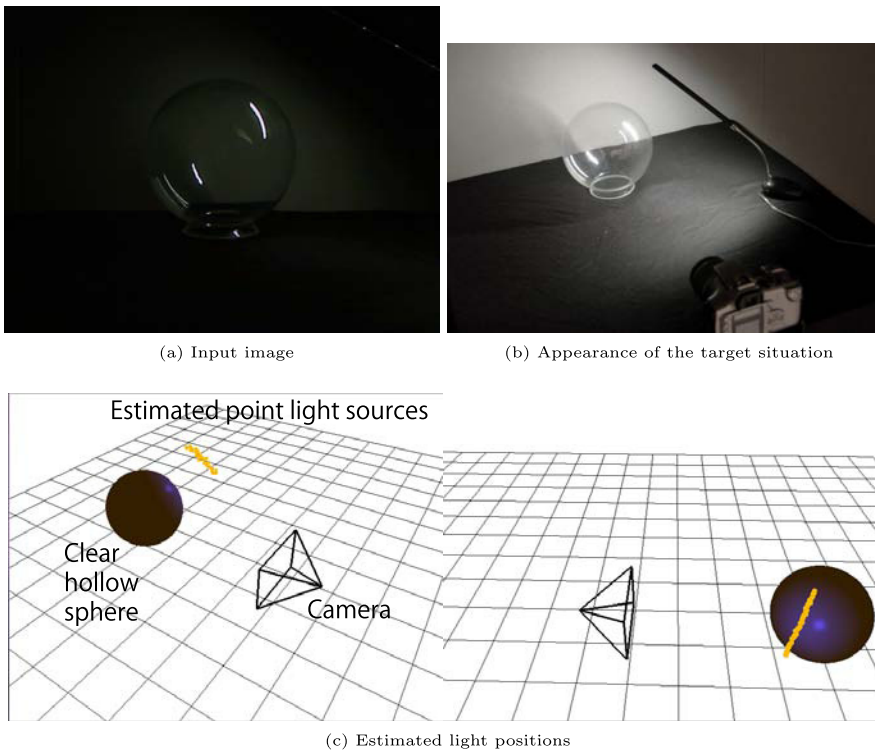 (a) Input image
(b) Appearance of the target situation
Estimated point light sources
Clear
hollow
sphere
Camera
(c) Estimated light positions